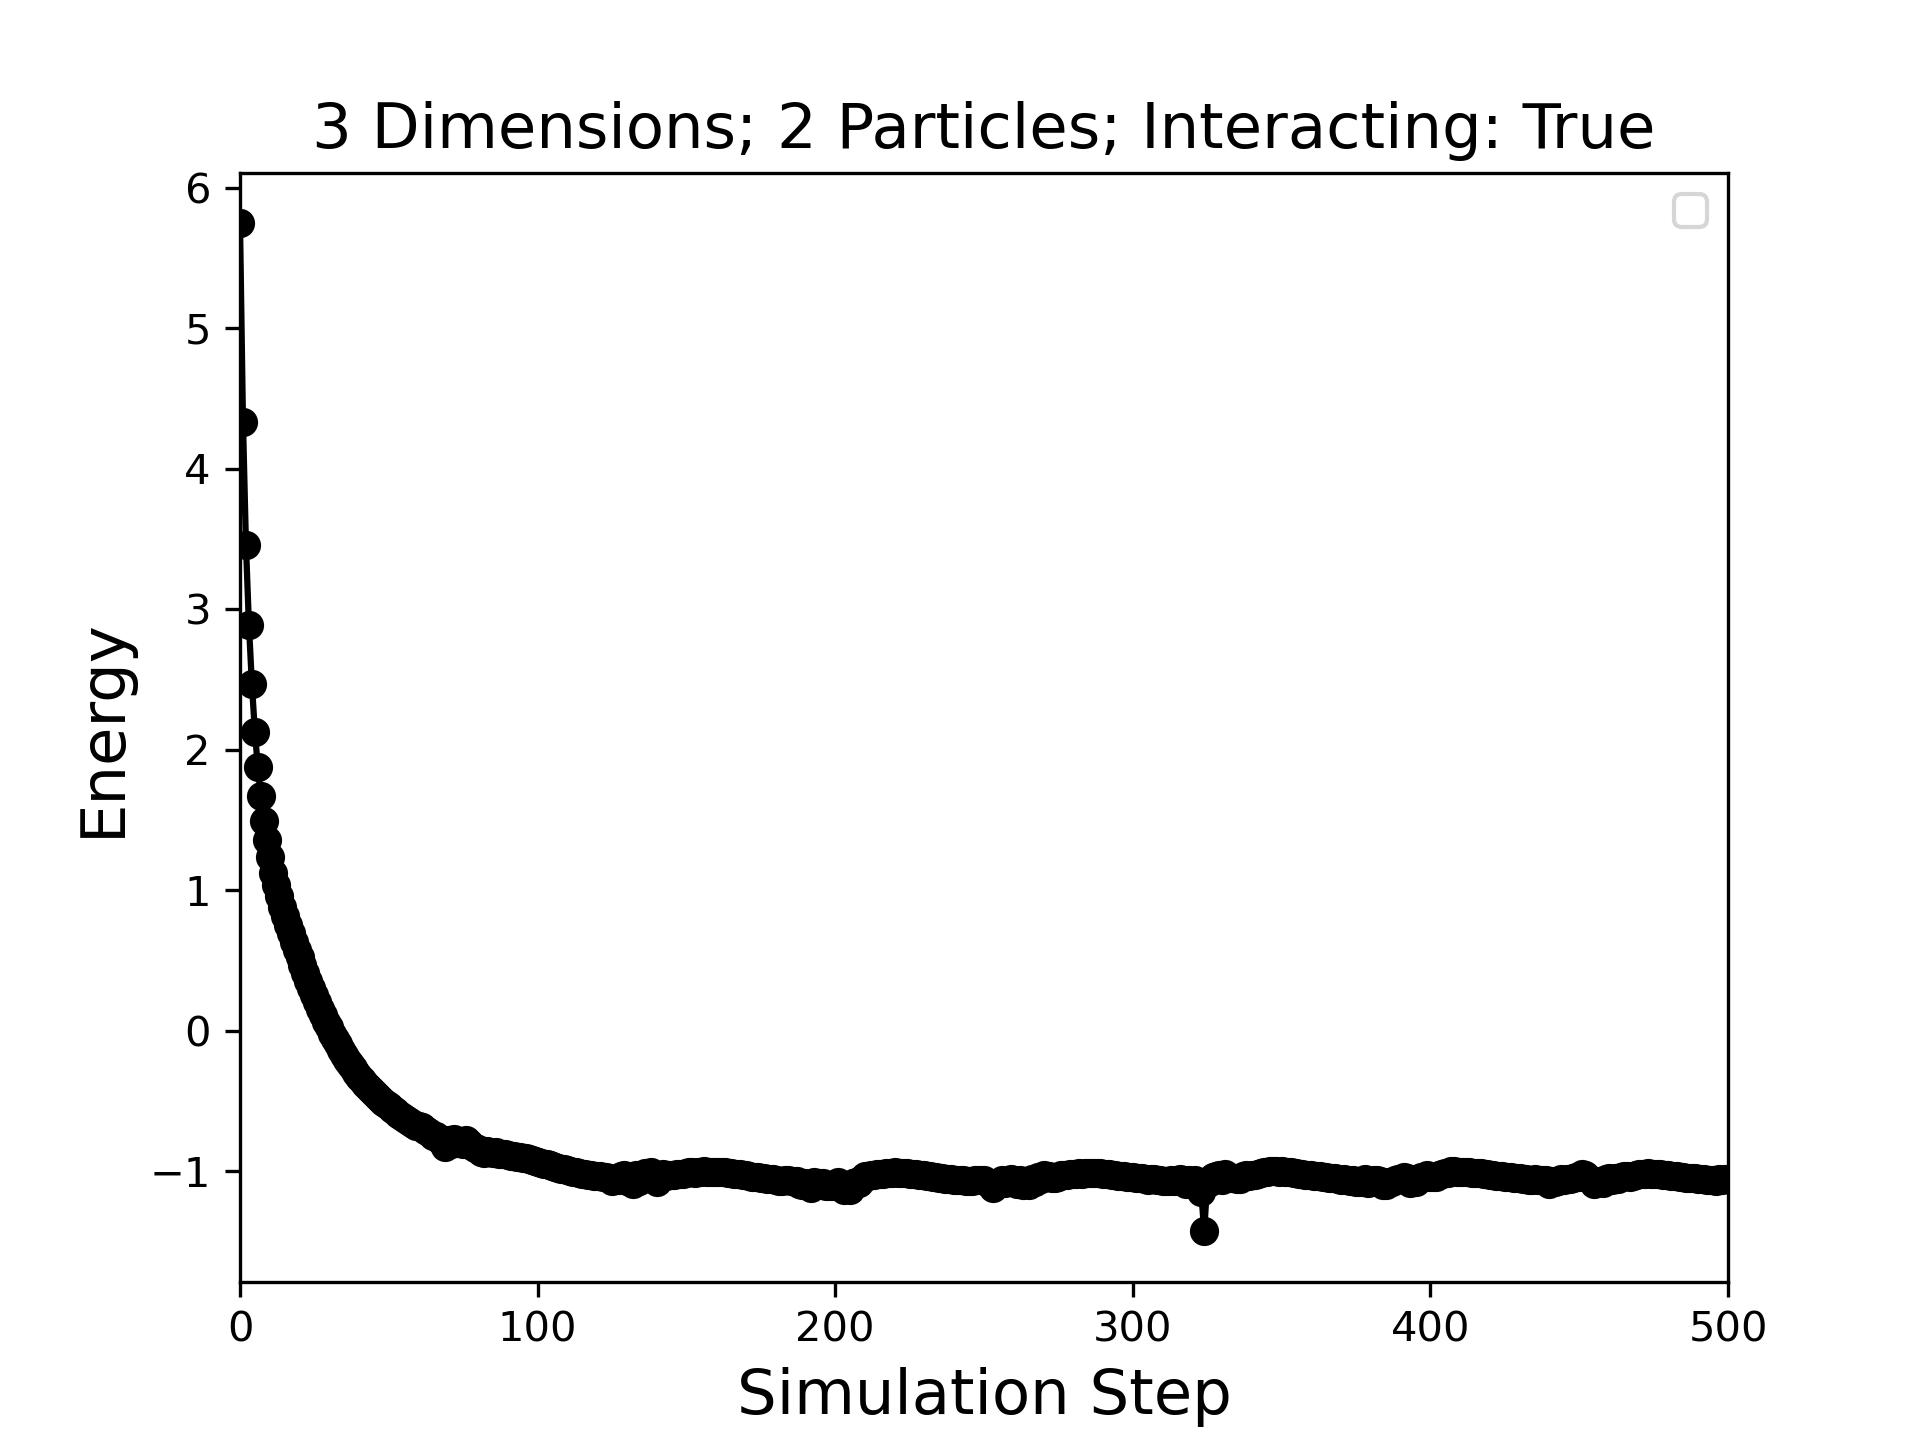 3 Dimensions; 2 Particles; Interacting: True
6
5
4
3
2
1
0
−1
Energy
0 100 200 300 400 500
Simulation Step